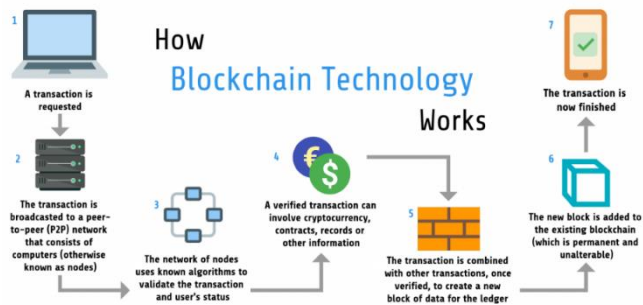 How
Blockchain Technology
Works
1
A transaction is
requested
2
The transaction is
broadcasted to a peer-
to-peer (P2P) network
that consists of
computers (otherwise
known as nodes)
3
The network of nodes
uses known algorithms to
validate the transaction
and user's status
4
€
$
A verified transaction can
involve cryptocurrency,
contracts, records or
other information
5
The transaction is combined
with other transactions, once
verified, to create a new
block of data for the ledger
6
The new block is added to
the existing blockchain
(which is permanent and
unalterable)
7
The transaction is
now finished